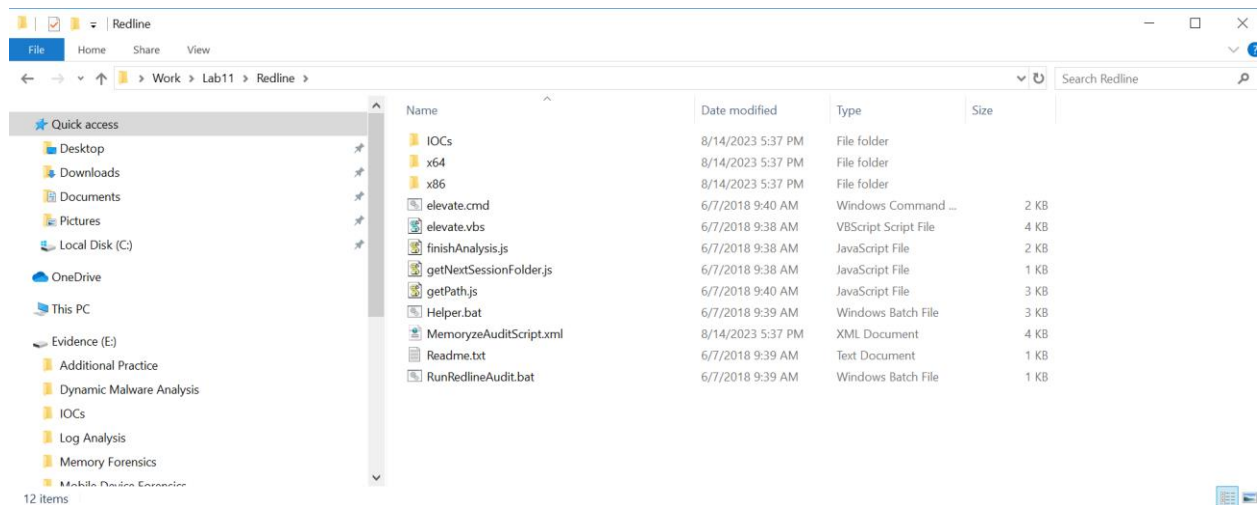 Redline
File Home Share View
Work > Lab11 > Redline >
Search Redline
Name Date modified Type Size
Quick access
Desktop
Downloads
Documents
Pictures
Local Disk (C:)
OneDrive
This PC
Evidence (E:)
Additional Practice
Dynamic Malware Analysis
IOCs
Log Analysis
Memory Forensics
Mobile Device Forensics
IOCs 8/14/2023 5:37 PM File folder
x64 8/14/2023 5:37 PM File folder
x86 8/14/2023 5:37 PM File folder
elevate.cmd 6/7/2018 9:40 AM Windows Command ... 2 KB
elevate.vbs 6/7/2018 9:38 AM VBScript Script File 4 KB
finishAnalysis.js 6/7/2018 9:38 AM JavaScript File 2 KB
getNextSessionFolder.js 6/7/2018 9:38 AM JavaScript File 1 KB
getPath.js 6/7/2018 9:40 AM JavaScript File 3 KB
Helper.bat 6/7/2018 9:39 AM Windows Batch File 3 KB
MemoryzeAuditScript.xml 8/14/2023 5:37 PM XML Document 4 KB
Readme.txt 6/7/2018 9:39 AM Text Document 1 KB
RunRedlineAudit.bat 6/7/2018 9:39 AM Windows Batch File 1 KB
12 items